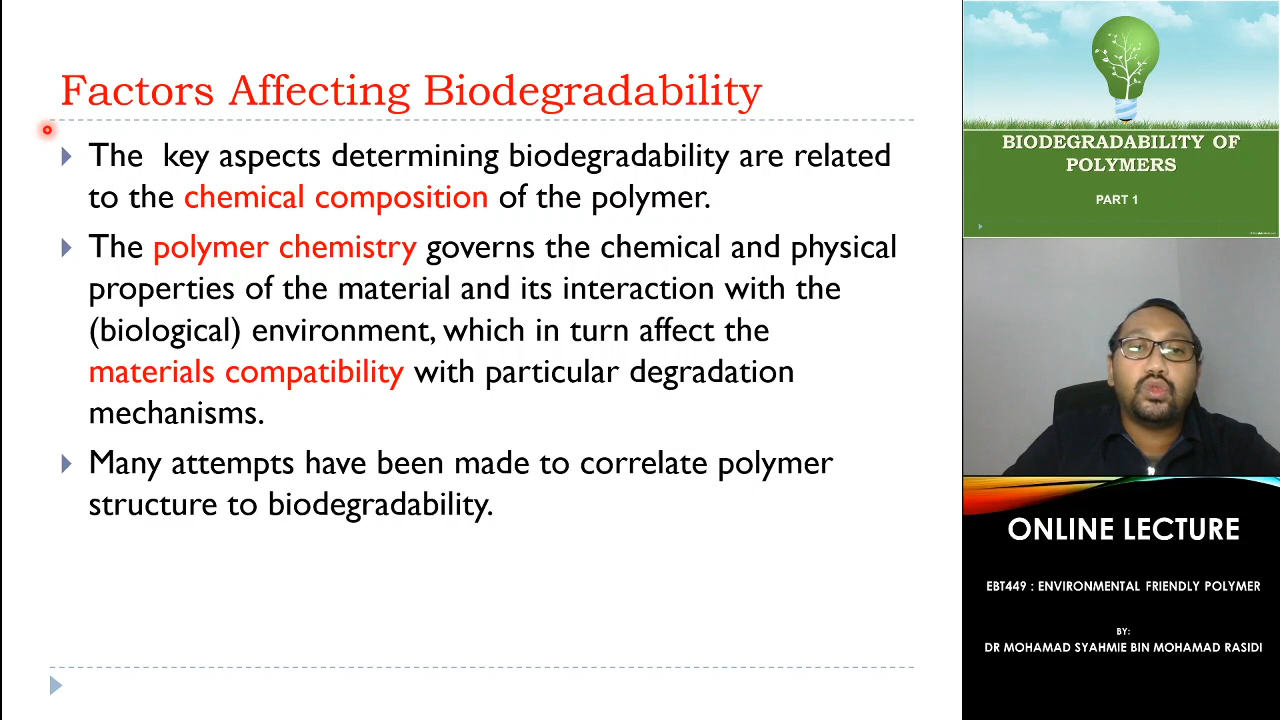 Factors Affecting Biodegradability
The key aspects determining biodegradability are related
to the chemical composition of the polymer.
The polymer chemistry governs the chemical and physical
properties of the material and its interaction with the
(biological) environment, which in turn affect the
materials compatibility with particular degradation
mechanisms.
Many attempts have been made to correlate polymer
structure to biodegradability.
BIODEGRADABILITY OF
POLYMERS
PART 1
ONLINE LECTURE
EBT449 : ENVIRONMENTAL FRIENDLY POLYMER
BY:
DR MOHAMAD SYAHMIE BIN MOHAMAD RASIDI